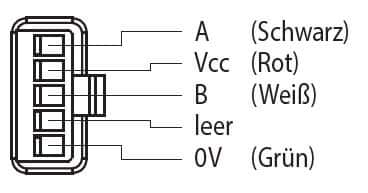 A (Schwarz)
Vcc (Rot)
B (Weiß)
leer
0V (Grün)